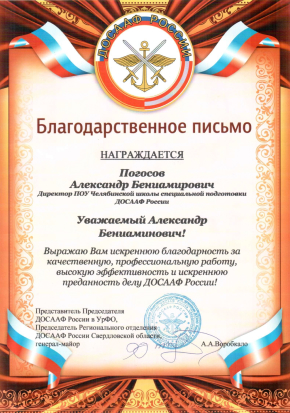 ДОСААФ РОССИИ
Благодарственное письмо
НАГРАЖДАЕТСЯ
Погосов
Александр Бениамирович
Директор ПОУ Челябинской школы специальной подготовки
ДОСААФ России
Уважаемый Александр
Бениаминович!
Выражаю Вам искреннюю благодарность за
качественную, профессиональную работу,
высокую эффективность и искреннюю
преданность делу ДОСААФ России!
Представитель Председателя
ДОСААФ России в УрФО,
Председатель Регионального отделения
ДОСААФ России Свердловской области,
генерал-майор
А.А.Воробкало